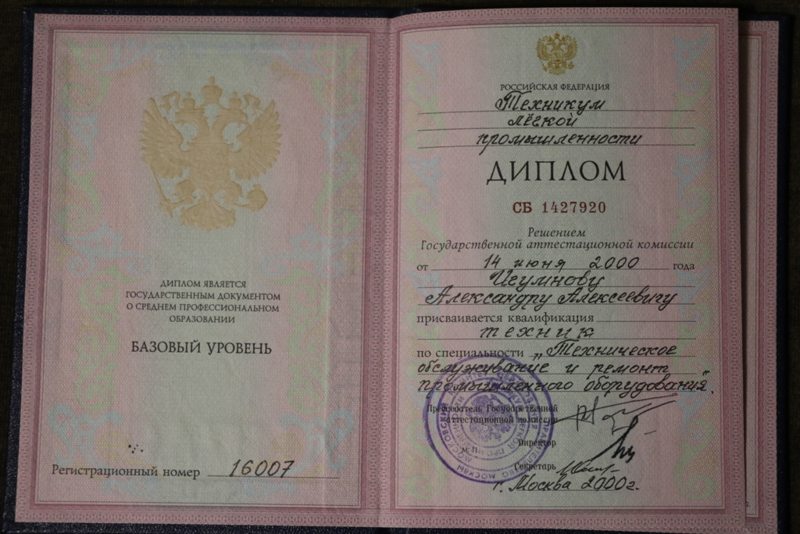 ДИПЛОМ ЯВЛЯЕТСЯ
ГОСУДАРСТВЕННЫМ ДОКУМЕНТОМ
О СРЕДНЕМ ПРОФЕССИОНАЛЬНОМ
ОБРАЗОВАНИИ
БАЗОВЫЙ УРОВЕНЬ
Регистрационный номер 16007
РОССИЙСКАЯ ФЕДЕРАЦИЯ
Техникум
лёгкой
промышленности
ДИПЛОМ
СБ 1427920
Решением
Государственной аттестационной комиссии
от 14 июня 2000 года
Игумнову
Александру Алексеевичу
присваивается квалификация
техник
по специальности „Техническое
обслуживание и ремонт
промышленного оборудования"
Председатель Государственной
аттестационной комиссии
Директор
Секретарь
г. Москва 2000г.